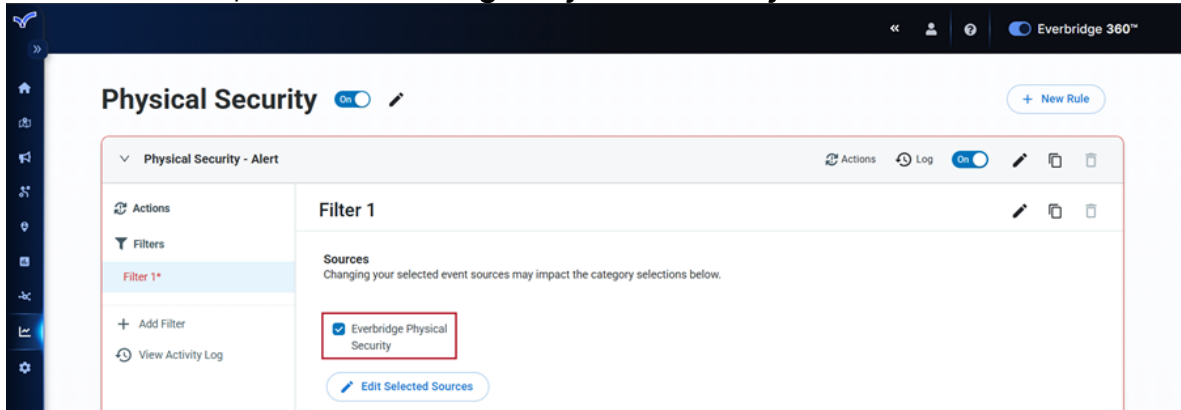 Everbridge 360™
Physical Security On
+ New Rule
Physical Security - Alert Actions Log On
Actions
Filter 1
Filters
Sources
Filter 1*
Changing your selected event sources may impact the category selections below.
+ Add Filter
Everbridge Physical
Security
View Activity Log
Edit Selected Sources